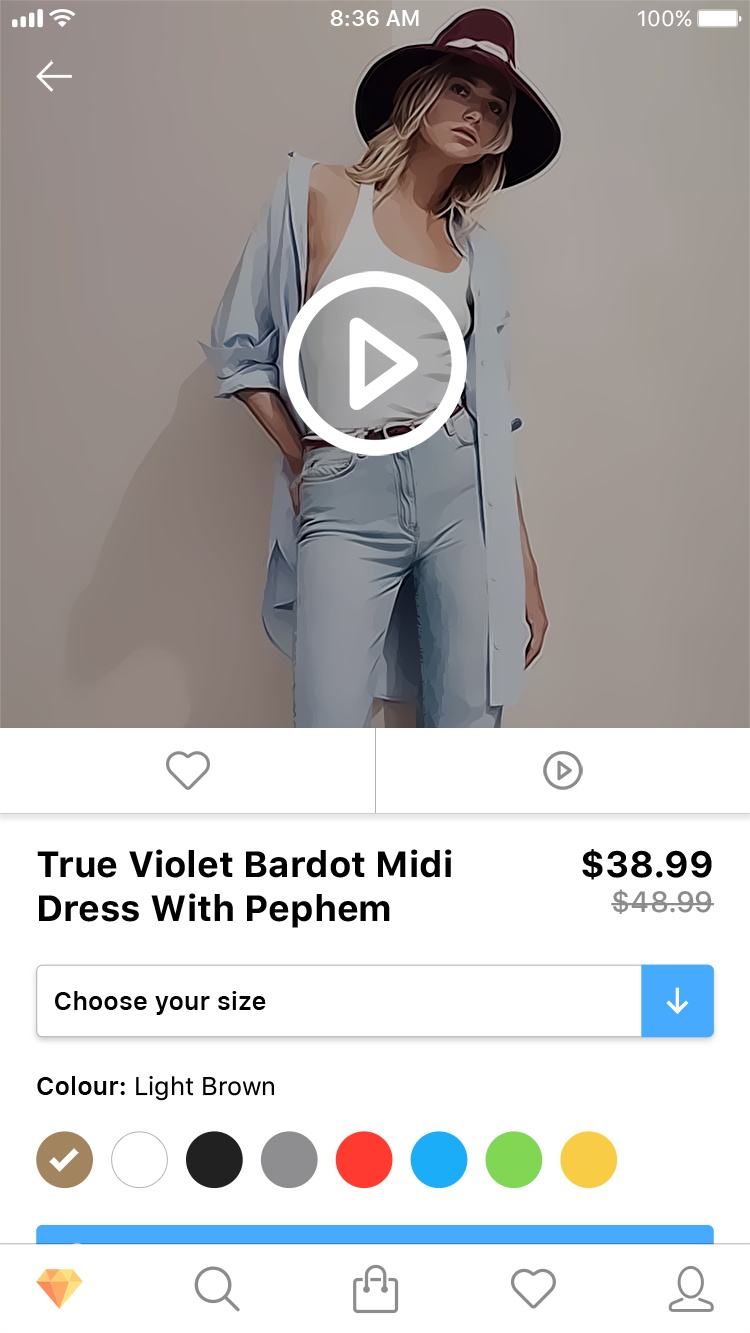 8:36 AM
100%
True Violet Bardot Midi
Dress With Pephem
$38.99
$48.99
Choose your size
Colour: Light Brown